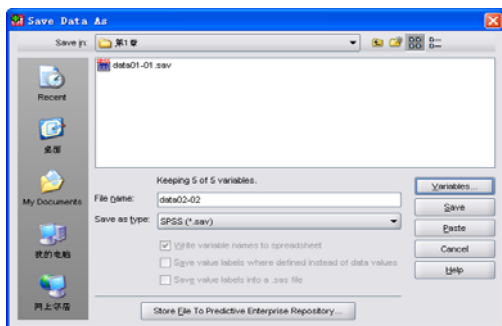 Save Data As
Save in: 第1章
data01-01.sav
Recent
桌面
My Documents
我的电脑
网上邻居
Keeping 5 of 5 variables.
File name: data02-02
Save as type: SPSS (*.sav)
Write variable names to spreadsheet
Save value labels where defined instead of data values
Save value labels into a .sas file
Variables...
Save
Paste
Cancel
Help
Store File To Predictive Enterprise Repository...